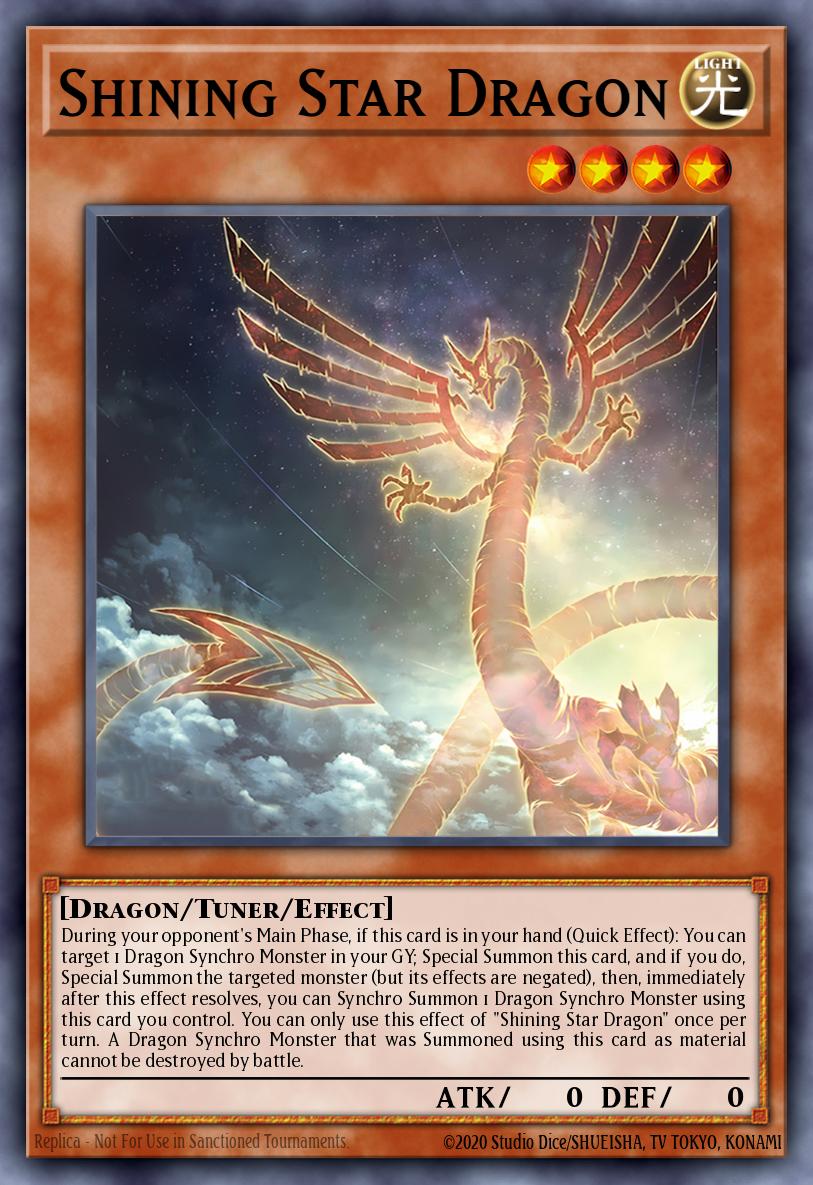 Shining Star Dragon
LIGHT
光
[Dragon/Tuner/Effect]
During your opponent's Main Phase, if this card is in your hand (Quick Effect): You can
target 1 Dragon Synchro Monster in your GY; Special Summon this card, and if you do,
Special Summon the targeted monster (but its effects are negated), then, immediately
after this effect resolves, you can Synchro Summon 1 Dragon Synchro Monster using
this card you control. You can only use this effect of "Shining Star Dragon" once per
turn. A Dragon Synchro Monster that was Summoned using this card as material
cannot be destroyed by battle.
ATK/ 0 DEF/ 0
Replica - Not For Use in Sanctioned Tournaments.
©2020 Studio Dice/SHUEISHA, TV TOKYO, KONAMI